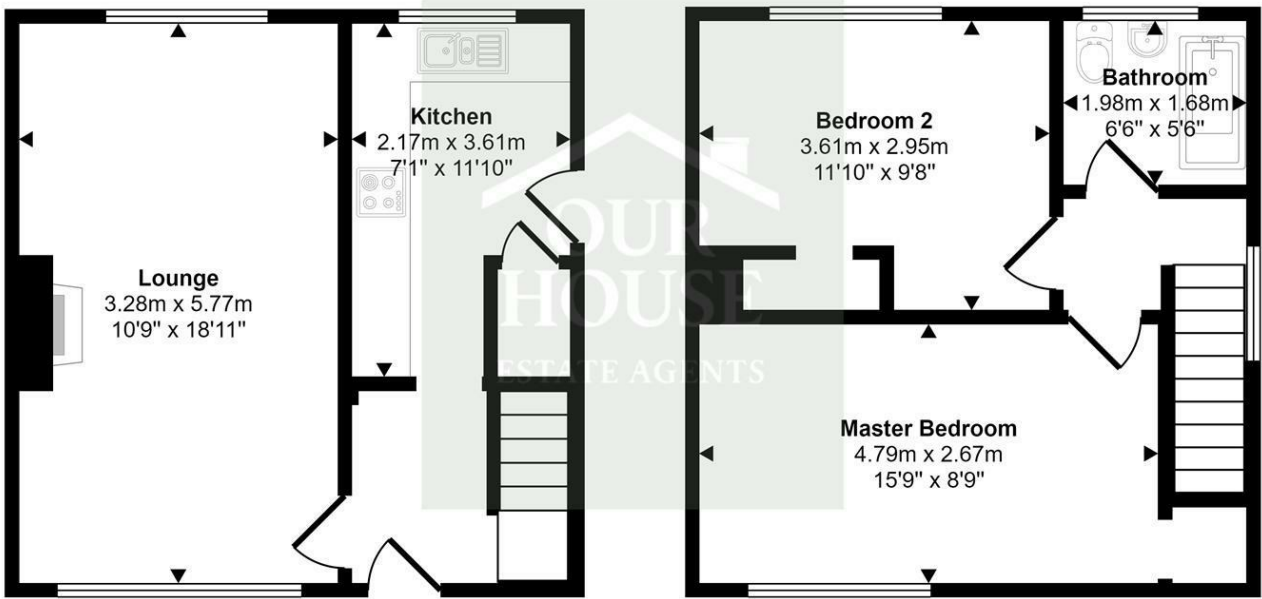 Lounge
3.28m x 5.77m
10'9" x 18'11"
Kitchen
2.17m x 3.61m
7'1" x 11'10"
Bedroom 2
3.61m x 2.95m
11'10" x 9'8"
Bathroom
1.98m x 1.68m
6'6" x 5'6"
Master Bedroom
4.79m x 2.67m
15'9" x 8'9"
OUR
HOUSE
ESTATE AGENTS